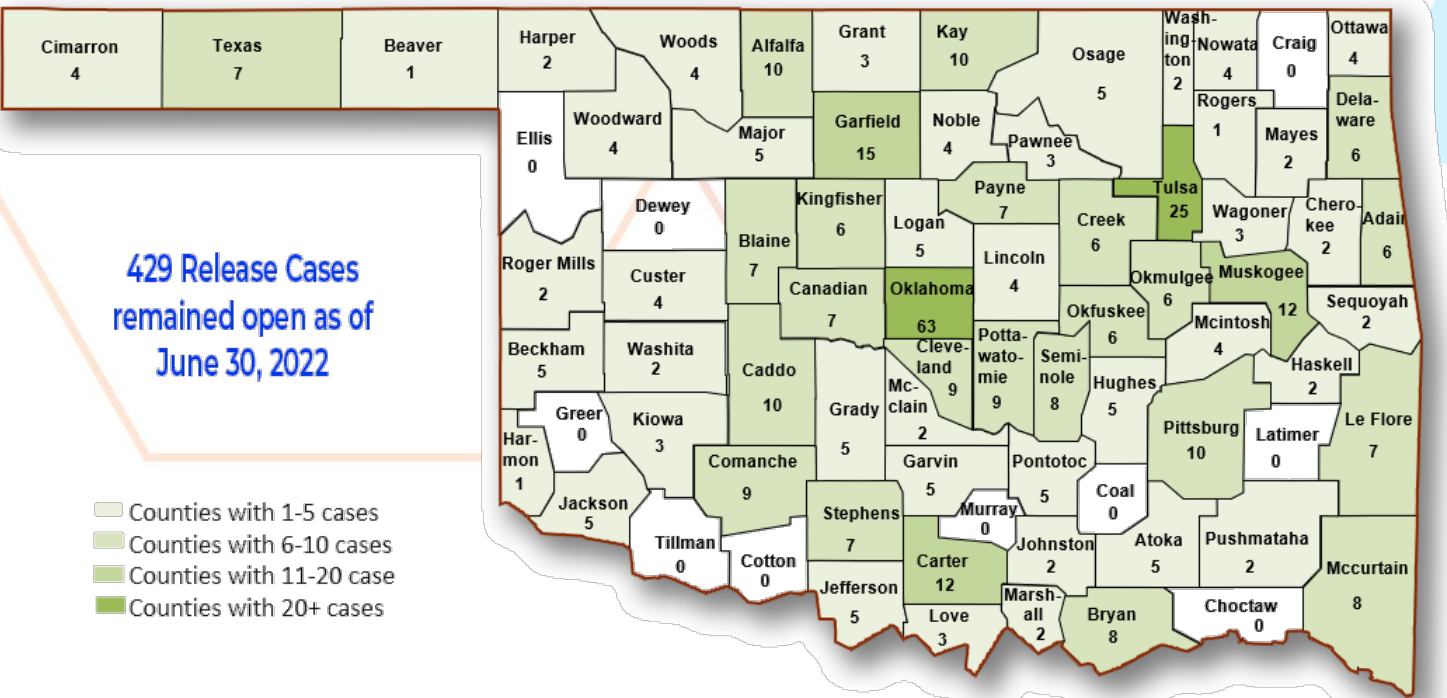 Cimarron
4
Texas
7
Beaver
1
Harper
2
Woods
4
Alfalfa
10
Grant
3
Kay
10
Osage
5
Wash-
ing-
ton
2
Nowata
4
Craig
0
Ottawa
4
Ellis
0
Woodward
4
Major
5
Garfield
15
Noble
4
Pawnee
3
Rogers
1
Mayes
2
Dela-
ware
6
Dewey
0
Blaine
7
Kingfisher
6
Logan
5
Payne
7
Creek
6
Tulsa
25
Wagoner
3
Chero-
kee
2
Adair
6
429 Release Cases
remained open as of
June 30, 2022
Roger Mills
2
Custer
4
Canadian
7
Oklahoma
63
Lincoln
4
Okmulgee
6
Muskogee
12
Okfuskee
6
Mcintosh
4
Sequoyah
2
Beckham
5
Washita
2
Caddo
10
Grady
5
Cleve-
land
9
Mc-
clain
2
Potta-
wato-
mie
9
Semi-
nole
8
Hughes
5
Haskell
2
Greer
0
Kiowa
3
Har-
mon
1
Pittsburg
10
Latimer
0
Le Flore
7
Comanche
9
Garvin
5
Pontotoc
5
Coal
0
Jackson
5
Tillman
0
Cotton
0
Stephens
7
Murray
0
Carter
12
Johnston
2
Atoka
5
Pushmataha
2
Mccurtain
8
Jefferson
5
Love
3
Marsh-
all
2
Bryan
8
Choctaw
0
Counties with 1-5 cases
Counties with 6-10 cases
Counties with 11-20 case
Counties with 20+ cases